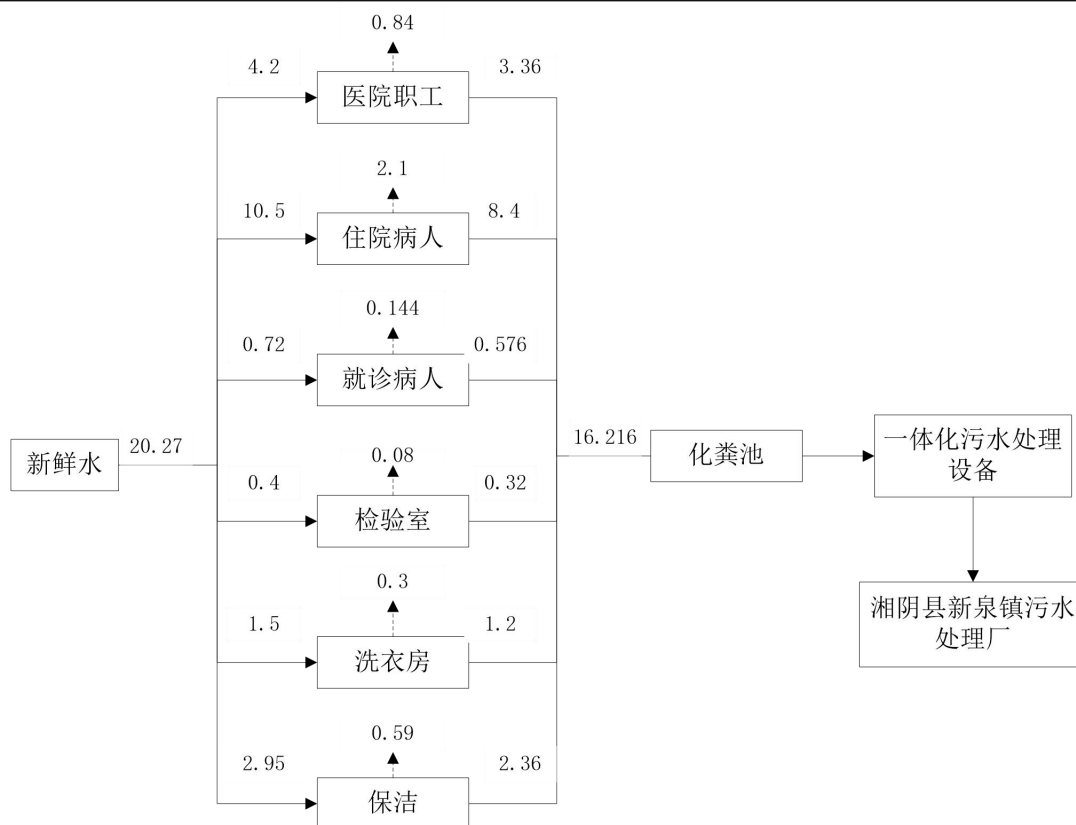 0.84
4.2
3.36
医院职工
2.1
10.5
8.4
住院病人
0.144
0.72
0.576
就诊病人
新鲜水
20.27
0.08
0.4
0.32
检验室
16.216
化粪池
一体化污水处理
设备
0.3
1.5
1.2
洗衣房
湘阴县新泉镇污水
处理厂
0.59
2.95
2.36
保洁